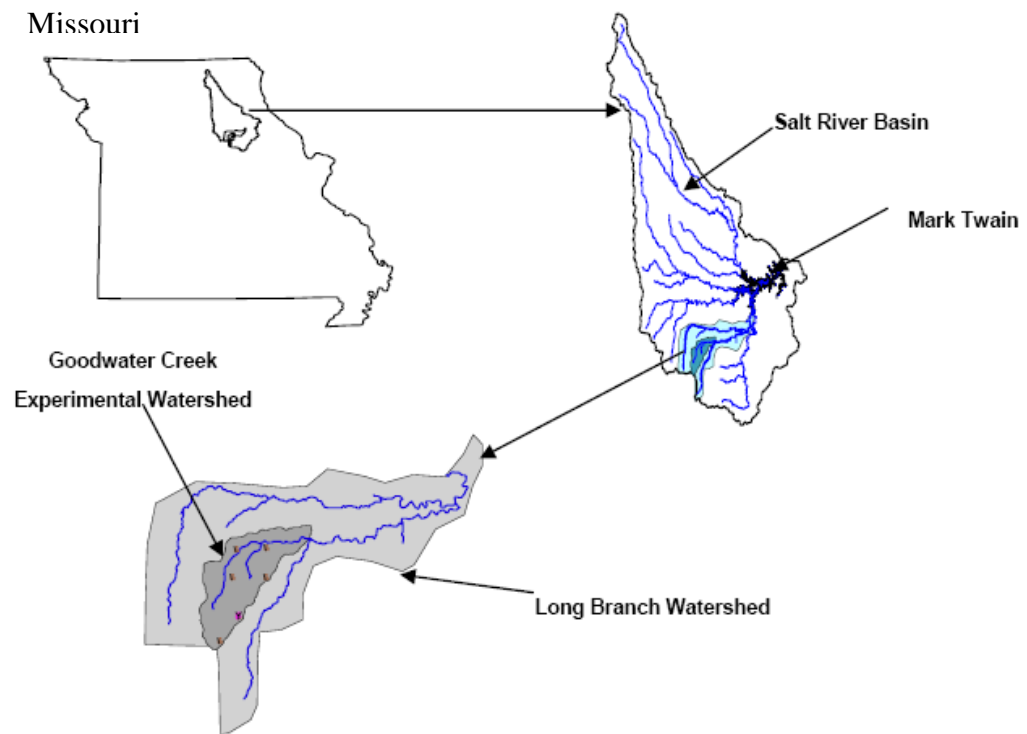 Missouri
Salt River Basin
Mark Twain
Goodwater Creek
Experimental Watershed
Long Branch Watershed